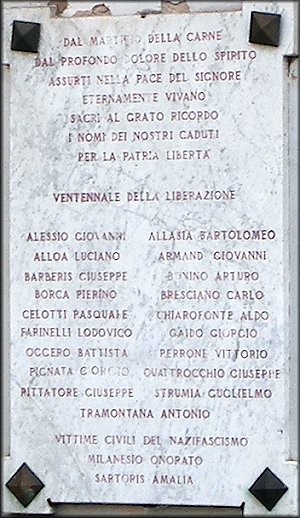 DAL MARTIRIO DELLA CARNE
DAL PROFONDO DOLORE DELLO SPIRITO
ASSURTI NELLA PACE DEL SIGNORE
ETERNAMENTE VIVANO
SACRI AL GRATO RICORDO
I NOMI DEI NOSTRI CADUTI
PER LA PATRIA LIBERTA'
VENTENNALE DELLA LIBERAZIONE
ALESSIO GIOVANNI ALLASIA BARTOLOMEO
ALLOA LUCIANO ARMAND GIOVANNI
BARBERIS GIUSEPPE BONINO ARTURO
BORCA PIERINO BRESCIANO CARLO
CELOTTI PASQUALE CHIAROFONTE ALDO
FARINELLI LODOVICO GAIDO GIORGIO
OCCERO BATTISTA PERRONE VITTORIO
PIGNATA GIORGIO QUATTROCCHIO GIUSEPPE
RITTATORE GIUSEPPE STRUMIA GUGLIELMO
TRAMONTANA ANTONIO
VITTIME CIVILI DEL NAZIFASCISMO
MILANESIO ONORATO
SARTORIS AMALIA